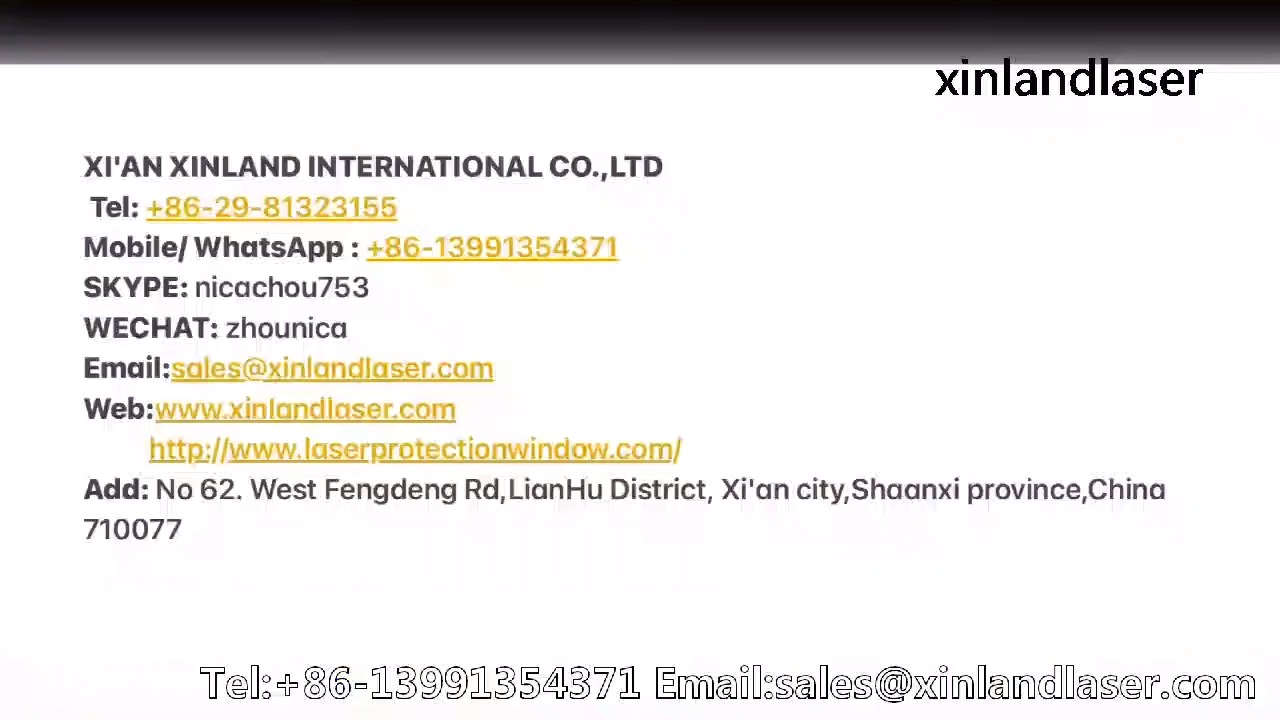 xinlandlaser
XI'AN XINLAND INTERNATIONAL CO.,LTD
Tel: +86-29-81323155
Mobile/ WhatsApp : +86-13991354371
SKYPE: nicachou753
WECHAT: zhounica
Email:sales@xinlandlaser.com
Web:www.xinlandlaser.com
http://www.laserprotectionwindow.com/
Add: No 62. West Fengdeng Rd,LianHu District, Xi'an city,Shaanxi province,China
710077
Tel:+86-13991354371 Email:sales@xinlandlaser.com